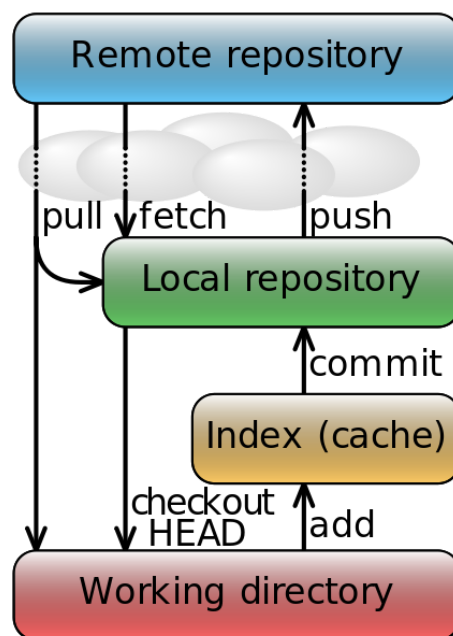 Remote repository
pull fetch push
Local repository
commit
Index (cache)
checkout
HEAD
add
Working directory